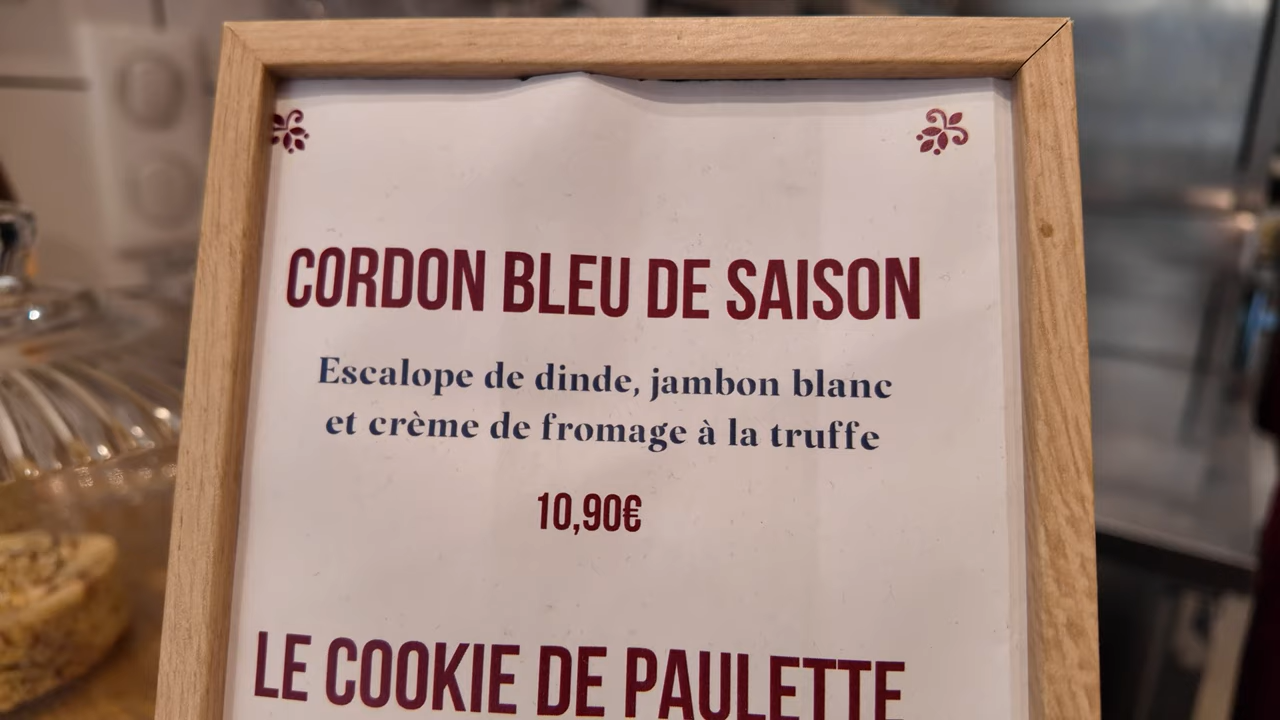 CORDON BLEU DE SAISON
Escalope de dinde, jambon blanc
et crème de fromage à la truffe
10,90€
LE COOKIE DE PAULETTE